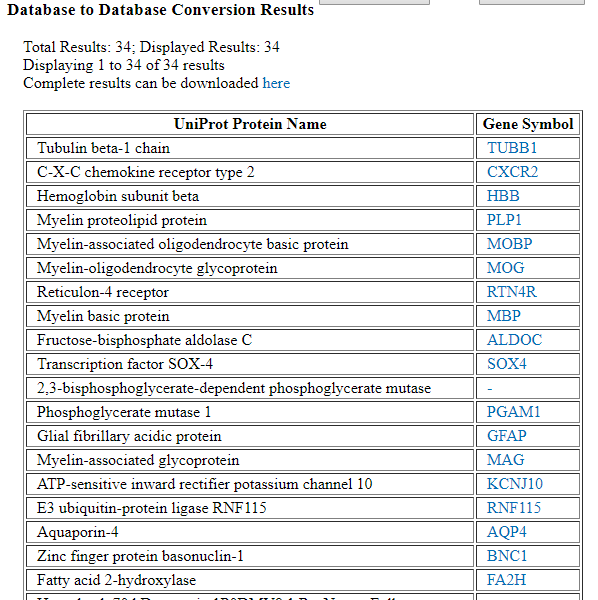 Database to Database Conversion Results
Total Results: 34; Displayed Results: 34
Displaying 1 to 34 of 34 results
Complete results can be downloaded here
UniProt Protein Name Gene Symbol
Tubulin beta-1 chain TUBB1
C-X-C chemokine receptor type 2 CXCR2
Hemoglobin subunit beta HBB
Myelin proteolipid protein PLP1
Myelin-associated oligodendrocyte basic protein MOBP
Myelin-oligodendrocyte glycoprotein MOG
Reticulon-4 receptor RTN4R
Myelin basic protein MBP
Fructose-bisphosphate aldolase C ALDOC
Transcription factor SOX-4 SOX4
2,3-bisphosphoglycerate-dependent phosphoglycerate mutase -
Phosphoglycerate mutase 1 PGAM1
Glial fibrillary acidic protein GFAP
Myelin-associated glycoprotein MAG
ATP-sensitive inward rectifier potassium channel 10 KCNJ10
E3 ubiquitin-protein ligase RNF115 RNF115
Aquaporin-4 AQP4
Zinc finger protein basonuclin-1 BNC1
Fatty acid 2-hydroxylase FA2H